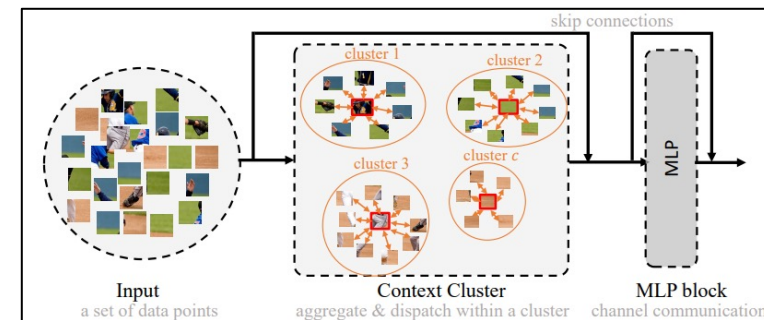 skip connections
cluster 1
cluster 2
cluster 3
cluster c
MLP
Input
Context Cluster
MLP block
a set of data points
aggregate & dispatch within a cluster
channel communication